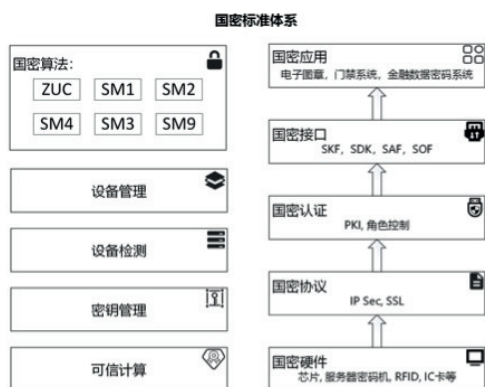 国密标准体系
国密算法：
ZUC SM1 SM2
SM4 SM3 SM9
设备管理
设备检测
密钥管理
可信计算
国密应用
电子图章，门禁系统，金融数据密码系统
国密接口
SKF, SDK, SAF, SOF
国密认证
PKI, 角色控制
国密协议
IP Sec, SSL
国密硬件
芯片, 服务器密码机, RFID, IC卡等